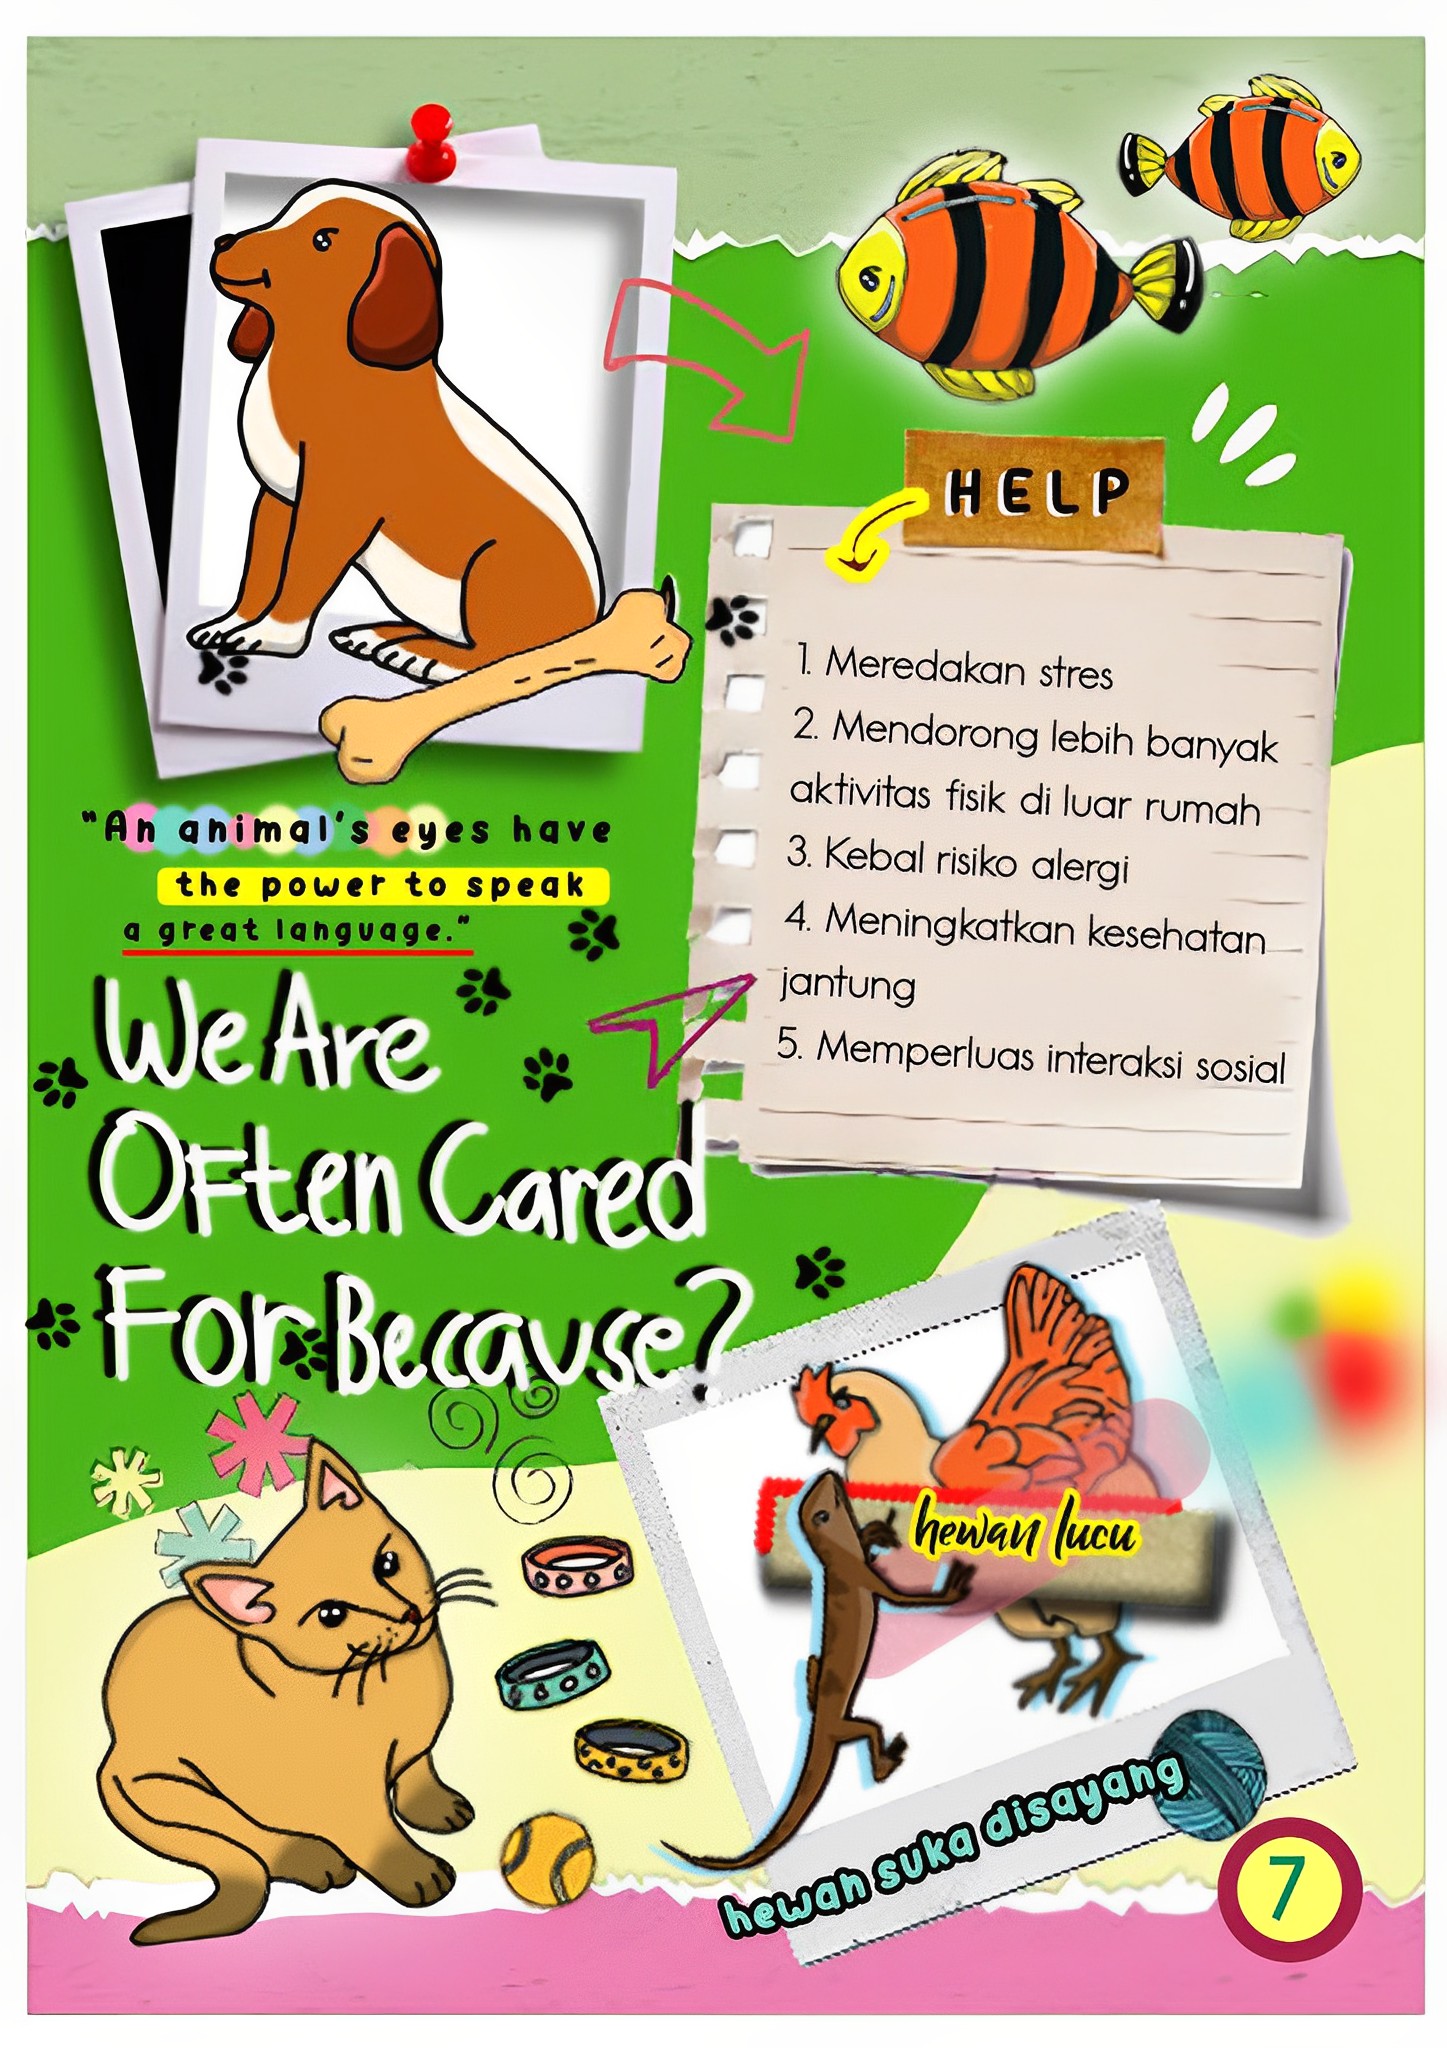 "An animal's eyes have
the power to speak
a great language."
We Are
Often Cared
For Because?
HELP
1. Meredakan stres
2. Mendorong lebih banyak
aktivitas fisik di luar rumah
3. Kebal risiko alergi
4. Meningkatkan kesehatan
jantung
5. Memperluas interaksi sosial
hewan lucu
hewan suka disayang
7